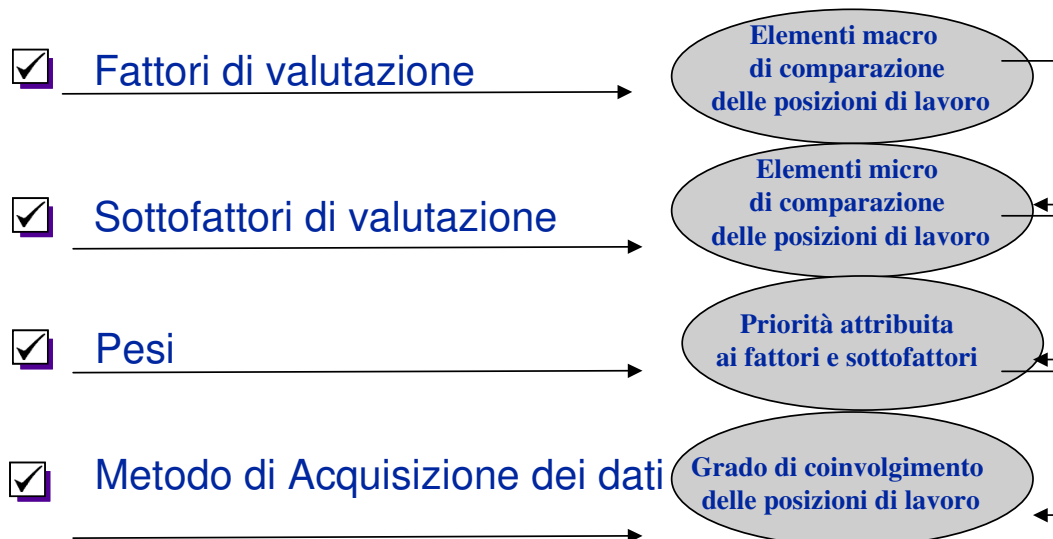 Fattori di valutazione
Elementi macro
di comparazione
delle posizioni di lavoro
Sottofattori di valutazione
Elementi micro
di comparazione
delle posizioni di lavoro
Pesi
Priorità attribuita
ai fattori e sottofattori
Metodo di Acquisizione dei dati
Grado di coinvolgimento
delle posizioni di lavoro